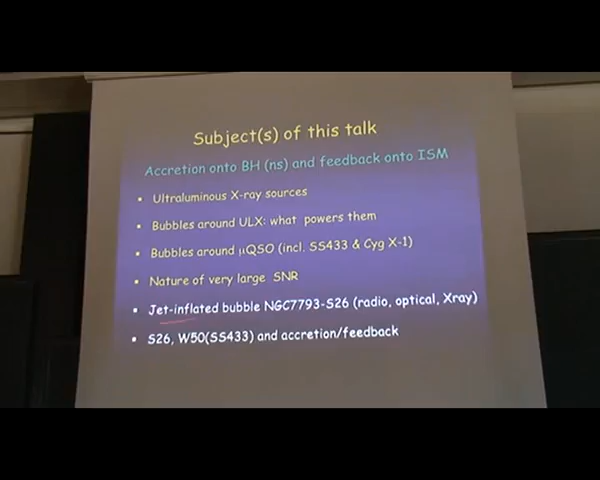 Subject(s) of this talk
Accretion onto BH (ns) and feedback onto ISM
▪ Ultraluminous X-ray sources
▪ Bubbles around ULX: what powers them
▪ Bubbles around μQSO (incl. SS433 & Cyg X-1)
▪ Nature of very large SNR
▪ Jet-inflated bubble NGC7793-S26 (radio, optical, Xray)
▪ S26, W50(SS433) and accretion/feedback